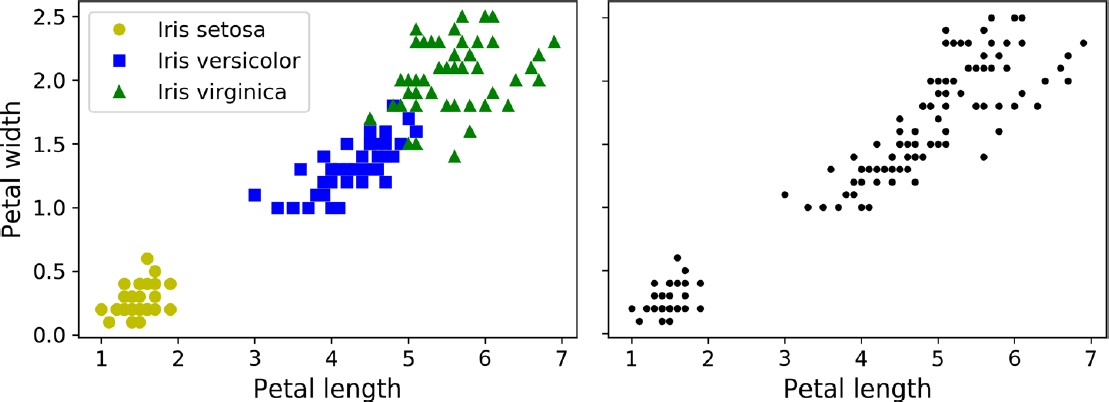 2.5
2.0
1.5
1.0
0.5
0.0
Petal width
Iris setosa
Iris versicolor
Iris virginica
1 2 3 4 5 6 7
Petal length
1 2 3 4 5 6 7
Petal length